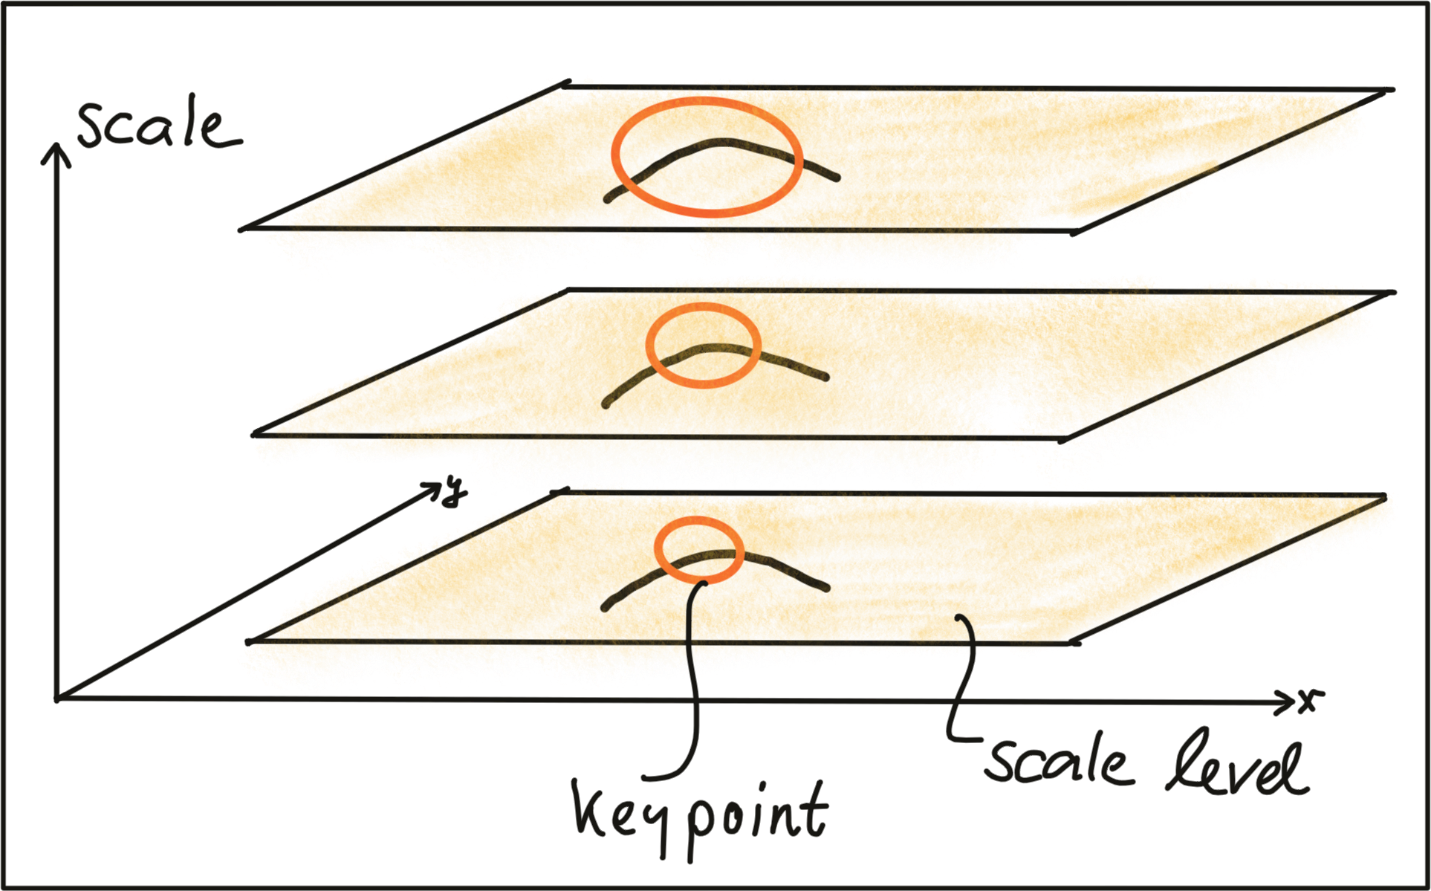 scale
y
x
scale level
keypoint